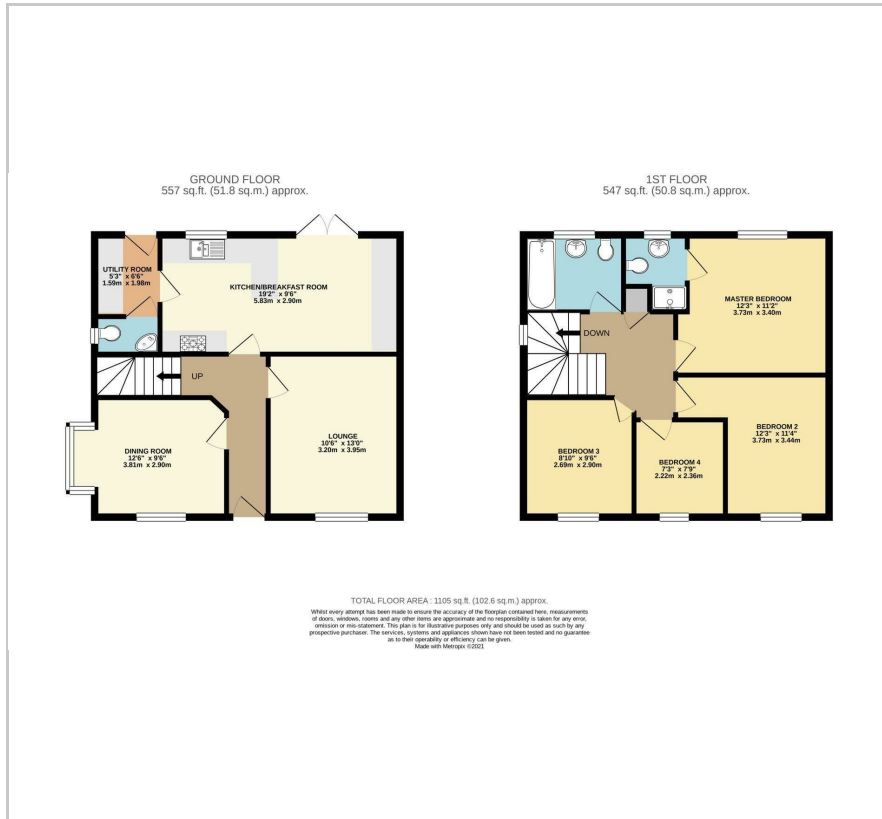 GROUND FLOOR
557 sq.ft. (51.8 sq.m.) approx.
UTILITY ROOM
5'3" x 6'6"
1.59m x 1.98m
KITCHEN/BREAKFAST ROOM
19'2" x 9'6"
5.83m x 2.90m
UP
DINING ROOM
12'6" x 9'6"
3.81m x 2.90m
LOUNGE
10'6" x 13'0"
3.20m x 3.95m
1ST FLOOR
547 sq.ft. (50.8 sq.m.) approx.
MASTER BEDROOM
12'3" x 11'2"
3.73m x 3.40m
DOWN
BEDROOM 2
12'3" x 11'4"
3.73m x 3.44m
BEDROOM 3
8'10" x 9'6"
2.69m x 2.90m
BEDROOM 4
7'3" x 7'9"
2.22m x 2.36m
TOTAL FLOOR AREA : 1105 sq.ft. (102.6 sq.m.) approx.
Whilst every attempt has been made to ensure the accuracy of the floorplan contained here, measurements
of doors, windows, rooms and any other items are approximate and no responsibility is taken for any error,
omission or mis-statement. This plan is for illustrative purposes only and should be used as such by any
prospective purchaser. The services, systems and appliances shown have not been tested and no guarantee
as to their operability or efficiency can be given.
Made with Metropix ©2021